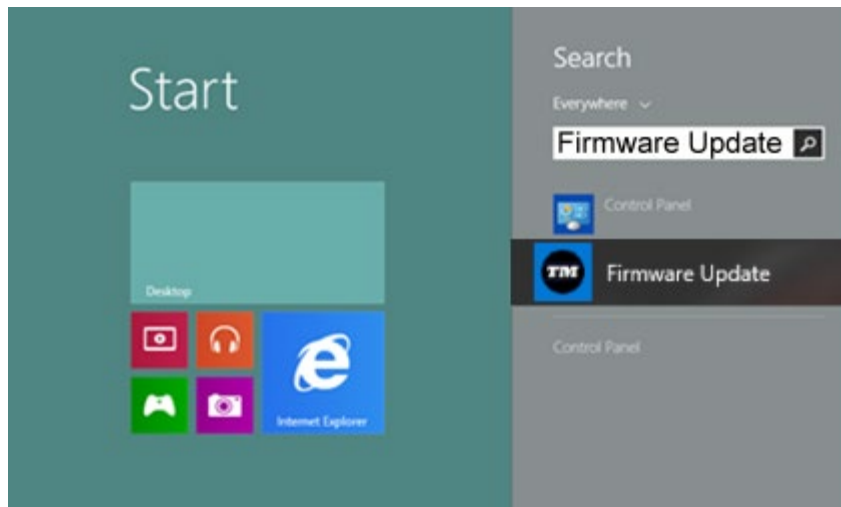 Start
Desktop
Internet Explorer
Search
Everywhere
Firmware Update
Control Panel
TM Firmware Update
Control Panel